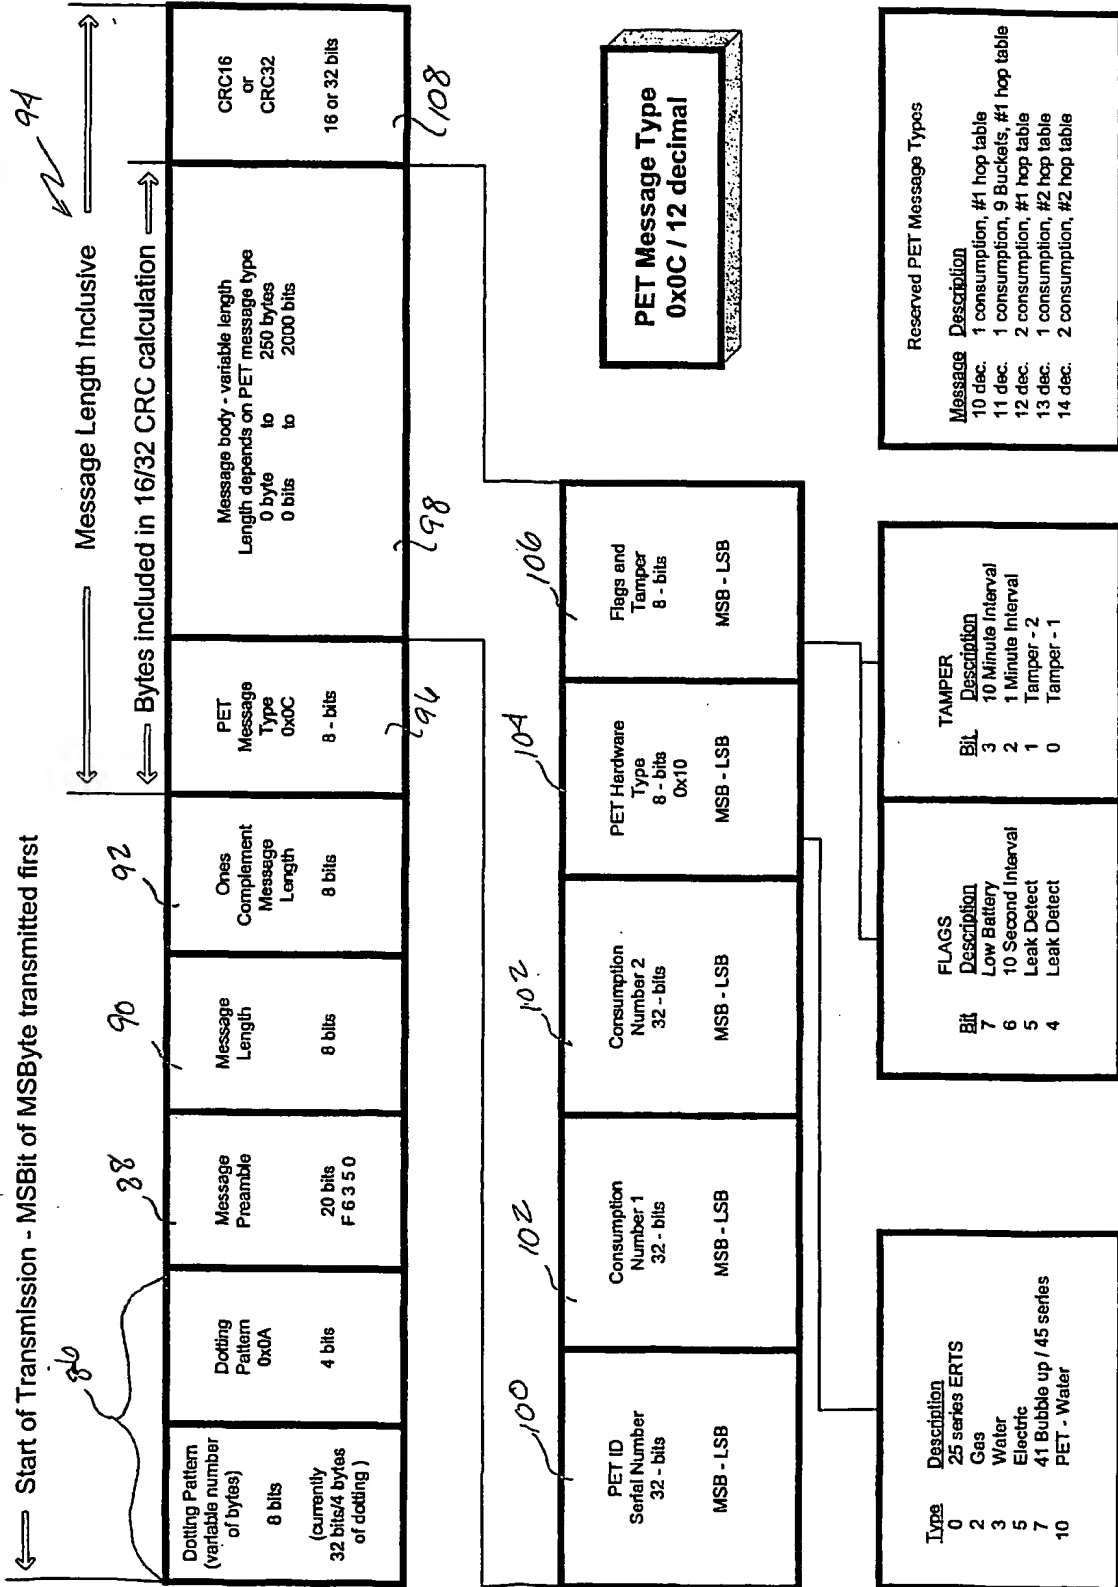 Start of Transmission - MSBit of MSByte transmitted first
Message Length Inclusive
94
Bytes included in 16/32 CRC calculation
86
Dotting Pattern
(variable number
of bytes)
8 bits
(currently
32 bits/4 bytes
of dotting )
Dotting
Pattern
0x0A
4 bits
88
Message
Preamble
20 bits
F 6 3 5 0
90
Message
Length
8 bits
92
Ones
Complement
Message
Length
8 bits
PET
Message
Type
0x0C
8 - bits
96
Message body - variable length
Length depends on PET message type
0 byte to 250 bytes
0 bits to 2000 bits
98
CRC16
or
CRC32
16 or 32 bits
108
100
PET ID
Serial Number
32 - bits
MSB - LSB
102
Consumption
Number 1
32 - bits
MSB - LSB
102
Consumption
Number 2
32 - bits
MSB - LSB
104
PET Hardware
Type
8 - bits
0x10
MSB - LSB
106
Flags and
Tamper
8 - bits
MSB - LSB
PET Message Type
0x0C / 12 decimal
Type Description
0 25 series ERTS
2 Gas
3 Water
5 Electric
7 41 Bubble up / 45 series
10 PET - Water
FLAGS
Bit Description
7 Low Battery
6 10 Second Interval
5 Leak Detect
4 Leak Detect
TAMPER
Bit Description
3 10 Minute Interval
2 1 Minute Interval
1 Tamper - 2
0 Tamper - 1
Reserved PET Message Types
Message Description
10 dec. 1 consumption, #1 hop table
11 dec. 1 consumption, 9 Buckets, #1 hop table
12 dec. 2 consumption, #1 hop table
13 dec. 1 consumption, #2 hop table
14 dec. 2 consumption, #2 hop table